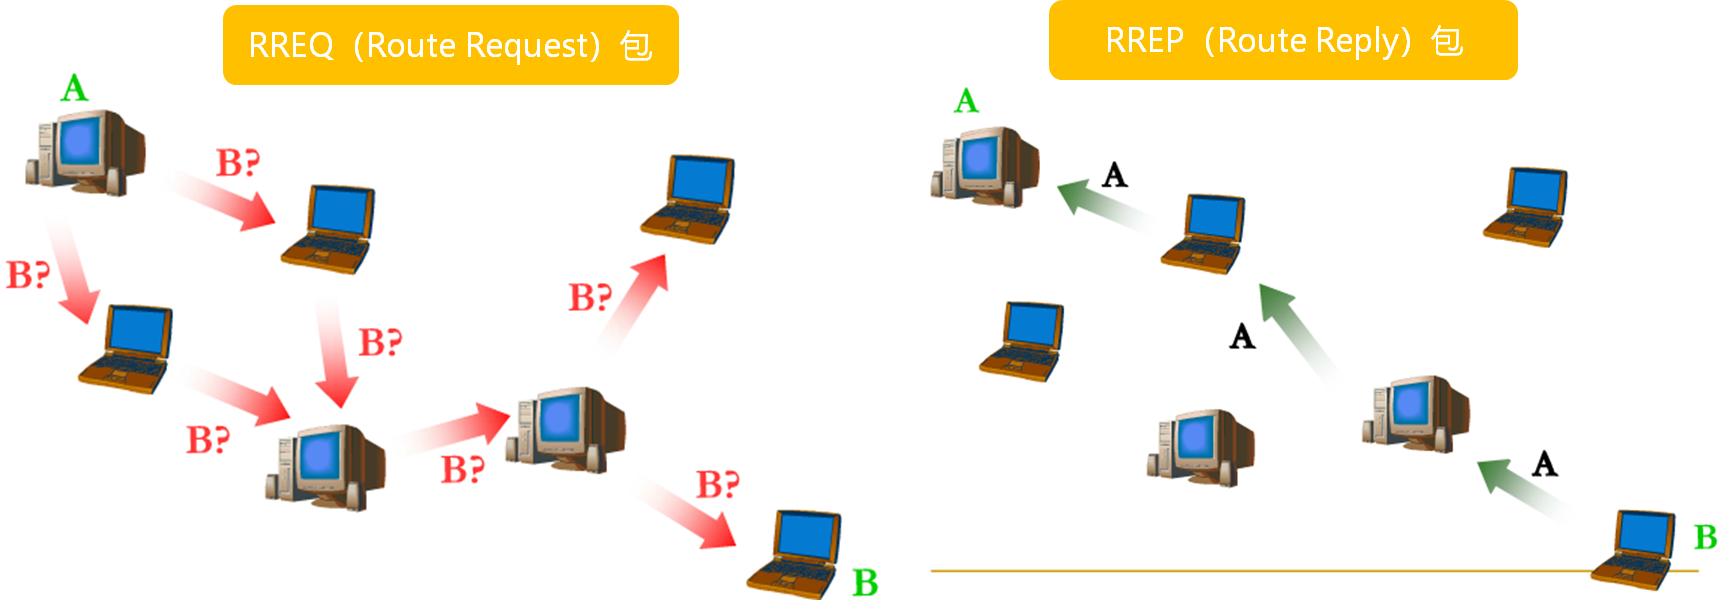 RREQ（Route Request）包
A
B?
B?
B?
B?
B?
B?
B?
B
RREP（Route Reply）包
A
A
A
A
B